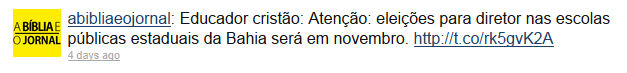 A BÍBLIA E
O JORNAL
abibliaeojornal: Educador cristão: Atenção: eleições para diretor nas escolas
públicas estaduais da Bahia será em novembro. http://t.co/rk5gvK2A
4 days ago